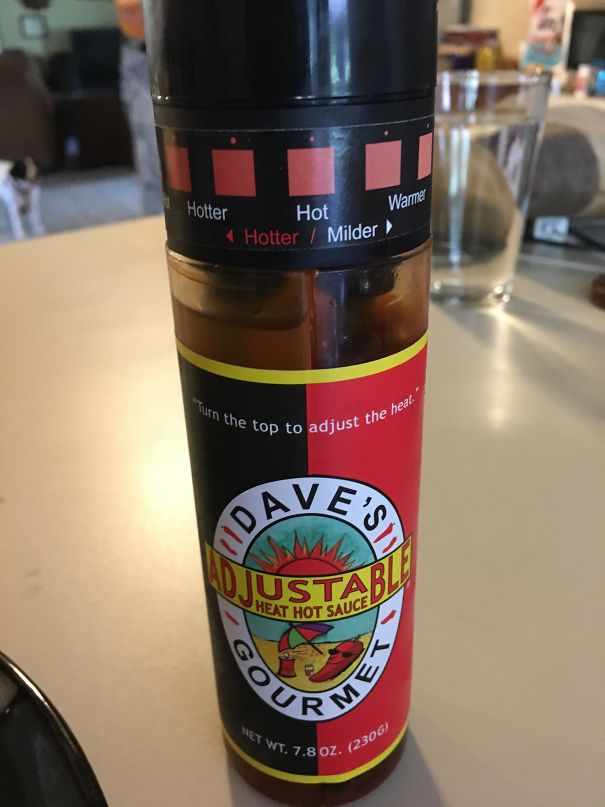 Hotter Hot Warmer
Hotter / Milder
"Turn the top to adjust the heat."
DAVE'S
ADJUSTABLE
HEAT HOT SAUCE
GOURMET
NET WT. 7.8 OZ. (230G)